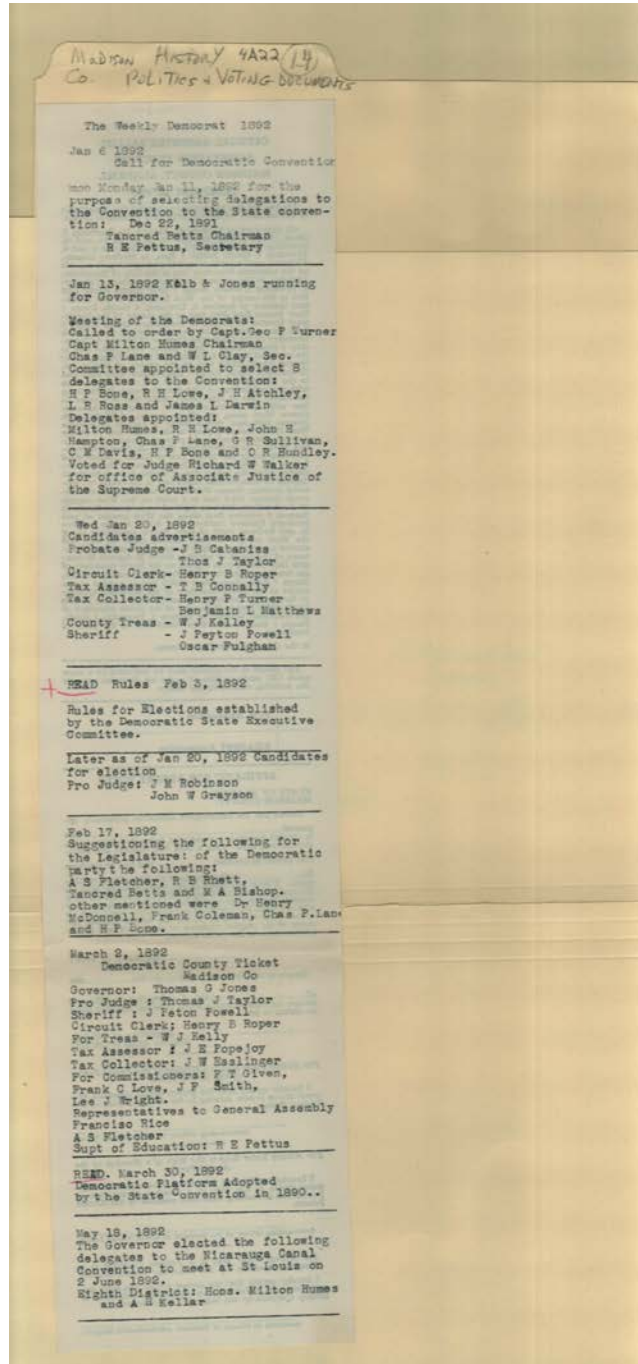 Madison History 4A22 14
Co. Politics & Voting Documents
The Weekly Democrat 1892
Jan 6 1892
Call for Democratic Convention
mon Monday Jan 11, 1892 for the
purpose of selecting delegations to
the Convention to the State conven-
tion: Dec 22, 1891
Tancred Betts Chairman
R E Pettus, Secretary
Jan 13, 1892 Kolb & Jones running
for Governor.
Meeting of the Democrats:
Called to order by Capt.Geo P Turner
Capt Milton Humes Chairman
Chas P Lane and W L Clay, Sec.
Committee appointed to select 8
delegates to the Convention:
H P Bone, R H Lowe, J H Atchley,
L R Ross and James L Darwin
Delegates appointed:
Milton Humes, R H Lowe, John H
Hampton, Chas P Lane, G R Sullivan,
C M Davis, H P Bone and O R Hundley.
Voted for Judge Richard W Walker
for office of Associate Justice of
the Supreme Court.
Wed Jan 20, 1892
Candidates advertisements
Probate Judge -J B Cabaniss
Thos J Taylor
Circuit Clerk- Henry B Roper
Tax Assessor - T B Connally
Tax Collector- Henry P Turner
Benjamin L Matthews
County Treas - W J Kelley
Sheriff - J Peyton Powell
Oscar Fulgham
+ READ Rules Feb 3, 1892
Rules for Elections established
by the Democratic State Executive
Committee.
Later as of Jan 20, 1892 Candidates
for election
Pro Judge: J M Robinson
John W Grayson
Feb 17, 1892
Suggestioning the following for
the Legislature: of the Democratic
party the following:
A S Fletcher, R B Rhett,
Tancred Betts and M A Bishop.
other mentioned were Dr Henry
McDonnell, Frank Coleman, Chas P.Lane
and H P Bone.
March 2, 1892
Democratic County Ticket
Madison Co
Governor: Thomas G Jones
Pro Judge : Thomas J Taylor
Sheriff : J Peton Powell
Circuit Clerk; Henry B Roper
For Treas - W J Kelly
Tax Assessor : J E Popejoy
Tax Collector: J W Esslinger
For Commissioners: F T Given,
Frank C Love, J F Smith,
Lee J Wright.
Representatives to General Assembly
Franciso Rice
A S Fletcher
Supt of Education: R E Pettus
READ. March 30, 1892
Democratic Platform Adopted
by the State Convention in 1890..
May 18, 1892
The Governor elected the following
delegates to the Nicarauga Canal
Convention to meet at St Louis on
2 June 1892.
Eighth District: Hons. Milton Humes
and A Kellar